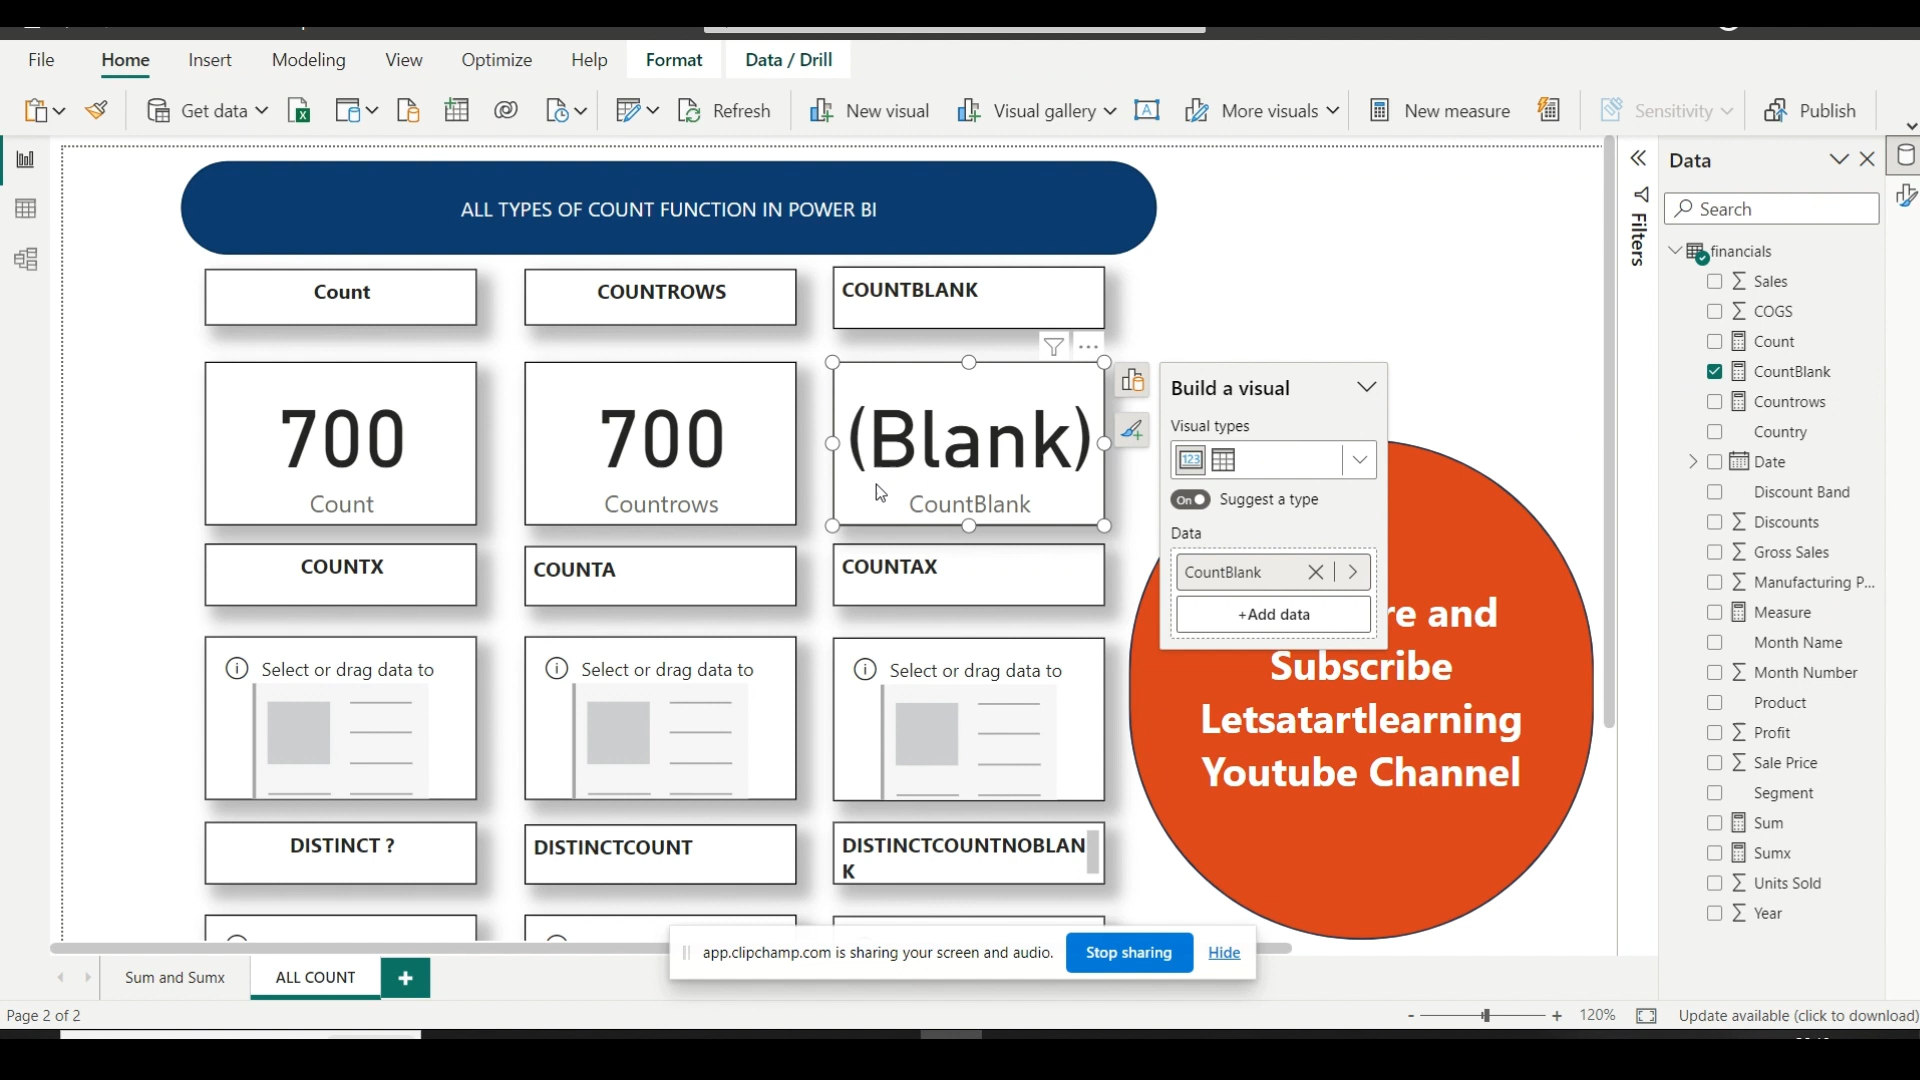 File Home Insert Modeling View Optimize Help Format Data / Drill
Get data Refresh New visual Visual gallery A More visuals New measure Sensitivity Publish
ALL TYPES OF COUNT FUNCTION IN POWER BI
Count COUNTROWS COUNTBLANK
700 700 (Blank)
Count Countrows CountBlank
COUNTX COUNTA COUNTAX
Select or drag data to Select or drag data to Select or drag data to
DISTINCT ? DISTINCTCOUNT DISTINCTCOUNTNOBLAN
K
Build a visual
Visual types
123
On Suggest a type
Data
CountBlank
+Add data
re and
Subscribe
Letsatartlearning
Youtube Channel
Filters
Data
Search
financials
Sales
COGS
Count
CountBlank
Countrows
Country
Date
Discount Band
Discounts
Gross Sales
Manufacturing P...
Measure
Month Name
Month Number
Product
Profit
Sale Price
Segment
Sum
Sumx
Units Sold
Year
app.clipchamp.com is sharing your screen and audio. Stop sharing Hide
Sum and Sumx ALL COUNT +
Page 2 of 2 - + 120% Update available (click to download)